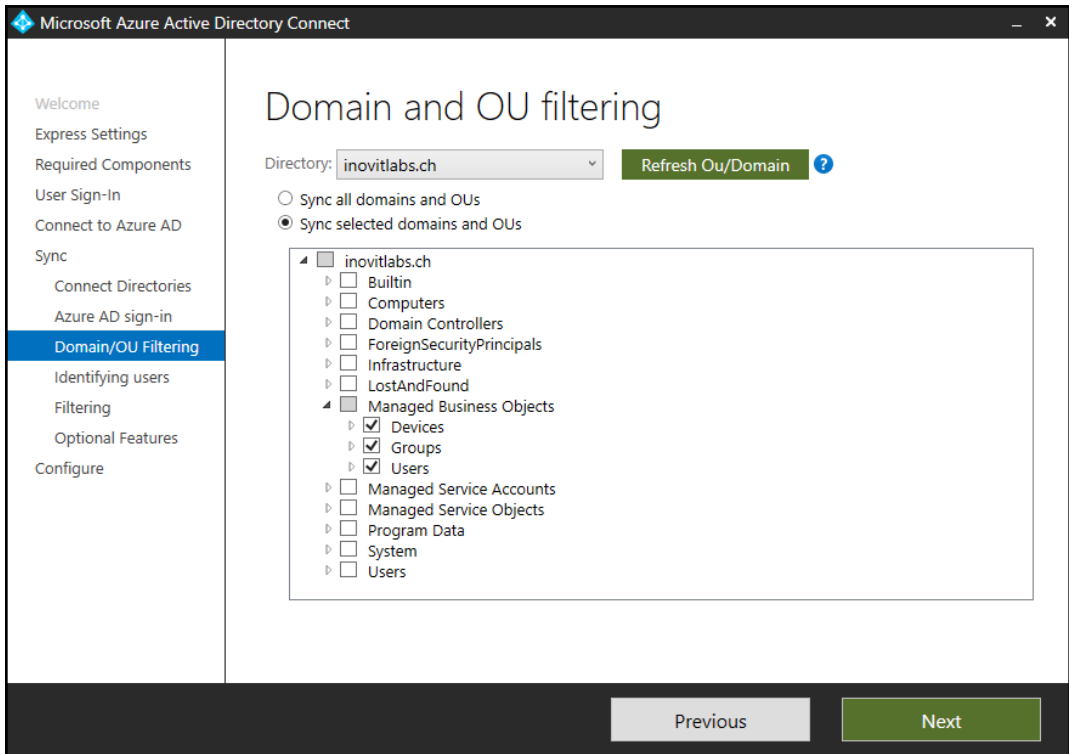 Microsoft Azure Active Directory Connect
Welcome
Express Settings
Required Components
User Sign-In
Connect to Azure AD
Sync
Connect Directories
Azure AD sign-in
Domain/OU Filtering
Identifying users
Filtering
Optional Features
Configure
Domain and OU filtering
Directory: inovitlabs.ch Refresh Ou/Domain ?
Sync all domains and OUs
Sync selected domains and OUs
inovitlabs.ch
Builtin
Computers
Domain Controllers
ForeignSecurityPrincipals
Infrastructure
LostAndFound
Managed Business Objects
Devices
Groups
Users
Managed Service Accounts
Managed Service Objects
Program Data
System
Users
Previous Next